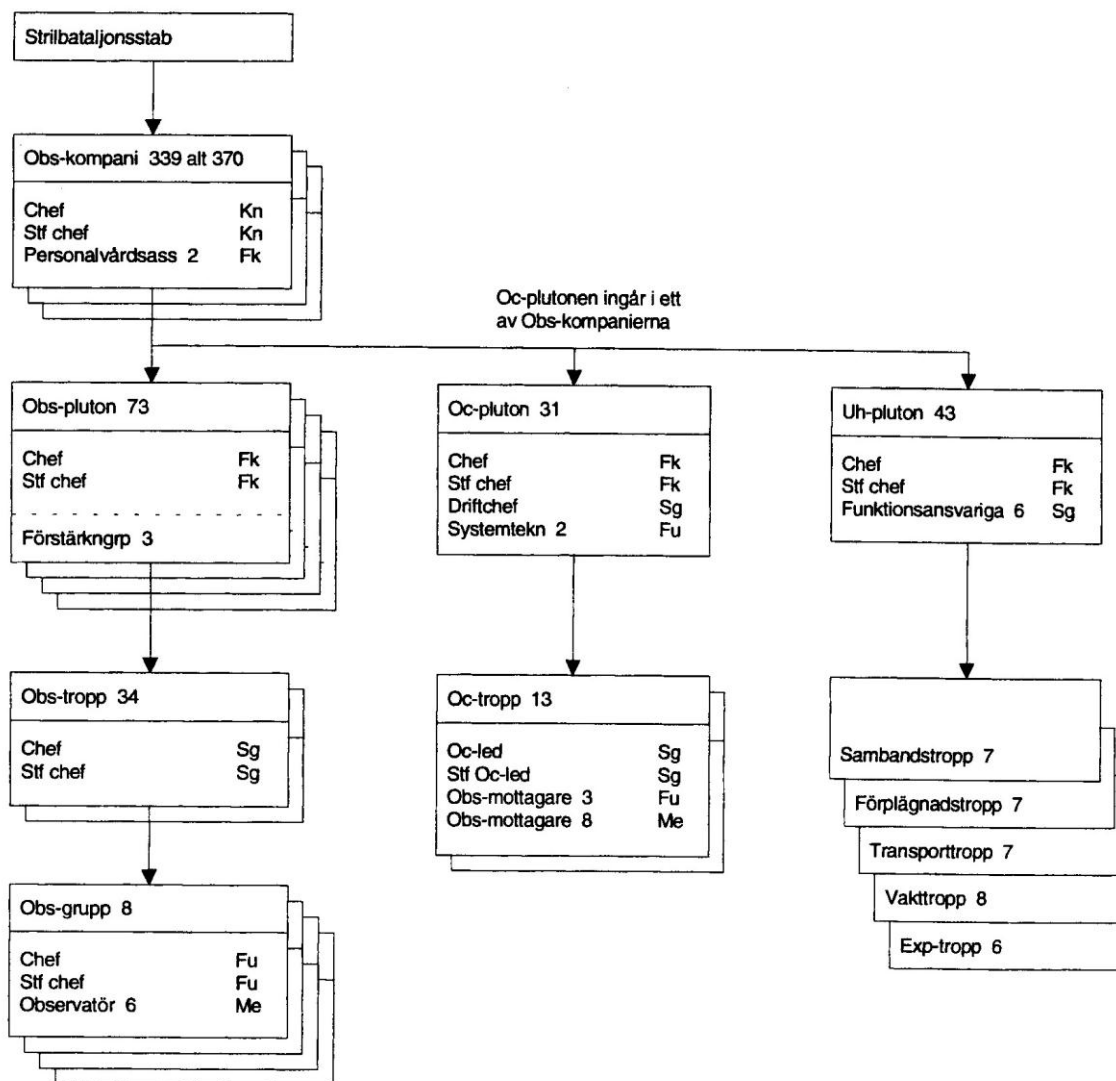 Strilbataljonsstab
Obs-kompani 339 alt 370
Chef Kn
Stf chef Kn
Personalvårdsass 2 Fk
Oc-plutonen ingår i ett
av Obs-kompanierna
Obs-pluton 73
Chef Fk
Stf chef Fk
Förstärkngrp 3
Oc-pluton 31
Chef Fk
Stf chef Fk
Driftchef Sg
Systemtekn 2 Fu
Uh-pluton 43
Chef Fk
Stf chef Fk
Funktionsansvariga 6 Sg
Obs-tropp 34
Chef Sg
Stf chef Sg
Oc-tropp 13
Oc-led Sg
Stf Oc-led Sg
Obs-mottagare 3 Fu
Obs-mottagare 8 Me
Sambandstropp 7
Förplägnadstropp 7
Transporttropp 7
Vakttropp 8
Exp-tropp 6
Obs-grupp 8
Chef Fu
Stf chef Fu
Observatör 6 Me